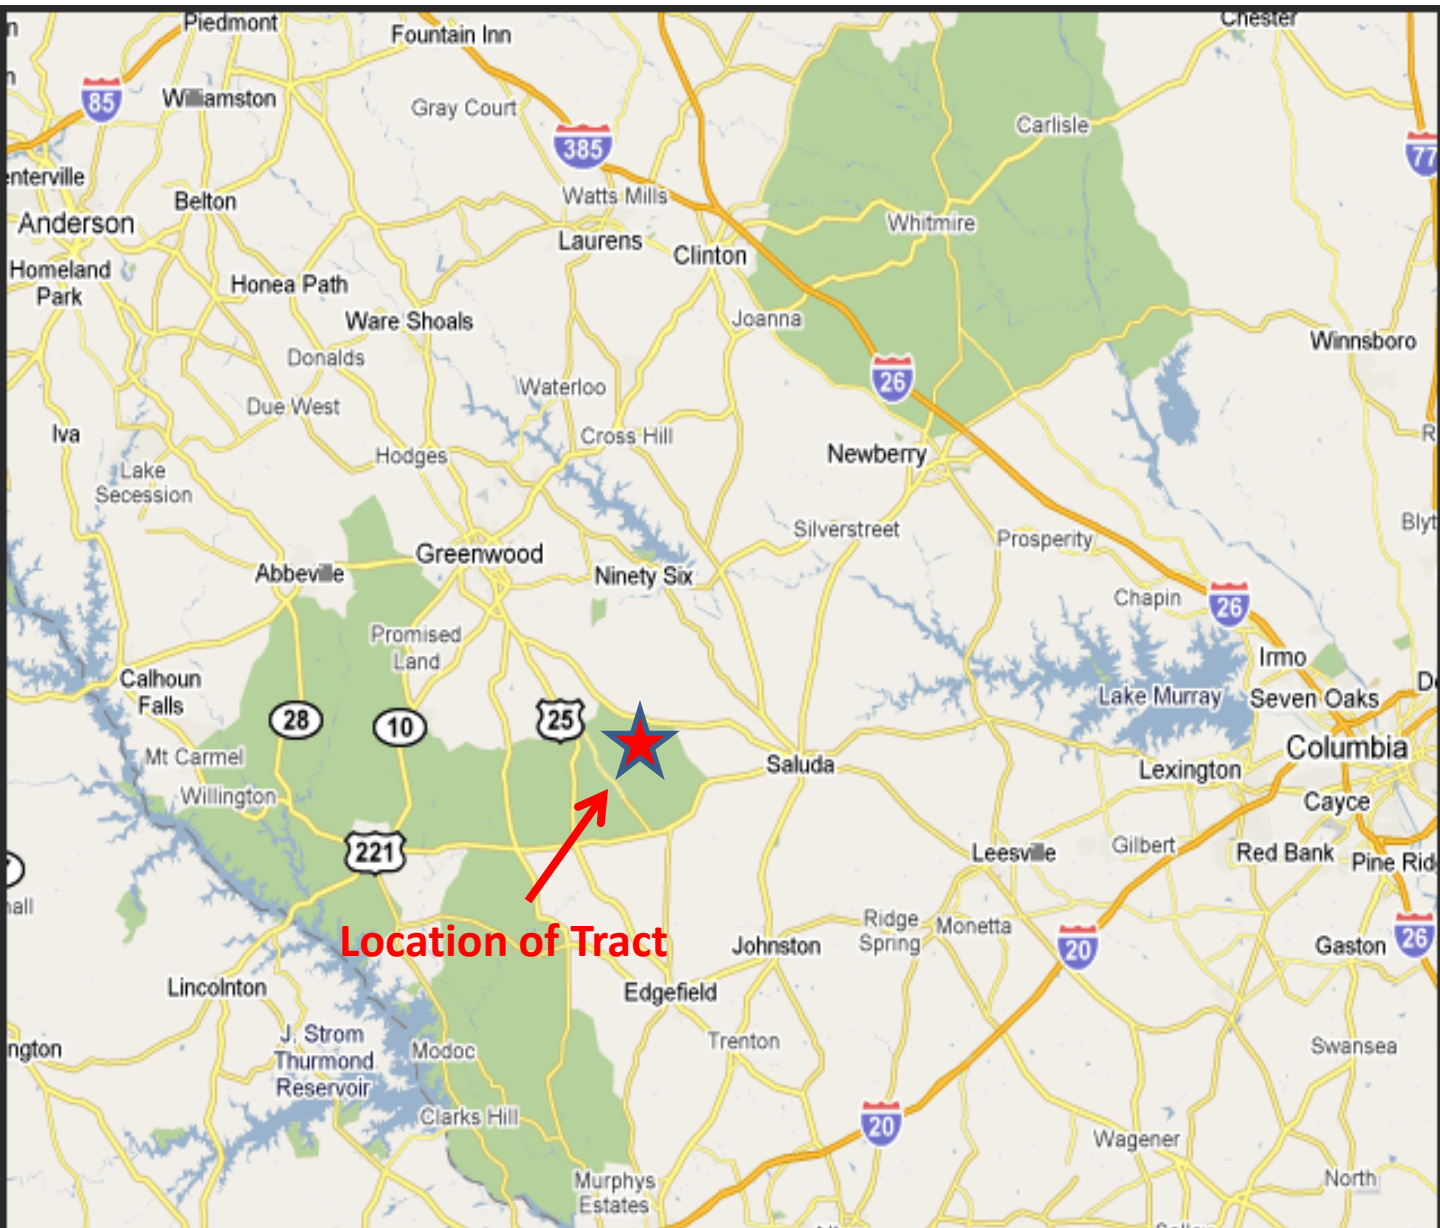 Piedmont
Fountain Inn
Chester
85
Williamston
Gray Court
385
Carlisle
77
enterville
Watts Mills
Belton
Anderson
Whitmire
Laurens
Clinton
Homeland
Park
Honea Path
Ware Shoals
Joanna
Donalds
Winnsboro
26
Waterloo
Due West
Iva
Cross Hill
Hodges
Newberry
Lake
Secession
Silverstreet
Prosperity
Blyt
Greenwood
Abbeville
Ninety Six
Chapin
26
Promised
Land
Irmo
Calhoun
Falls
Lake Murray
Seven Oaks
28
10
25
Columbia
Mt Carmel
Saluda
Lexington
Willington
Cayce
221
Leesville
Gilbert
Red Bank
Pine Rid
all
Ridge
Spring
Monetta
Location of Tract
Johnston
20
Gaston
26
Lincolnton
Edgefield
J. Strom
Thurmond
Reservoir
ngton
Modoc
Trenton
Swansea
Clarks Hill
20
Wagener
Murphys
Estates
North